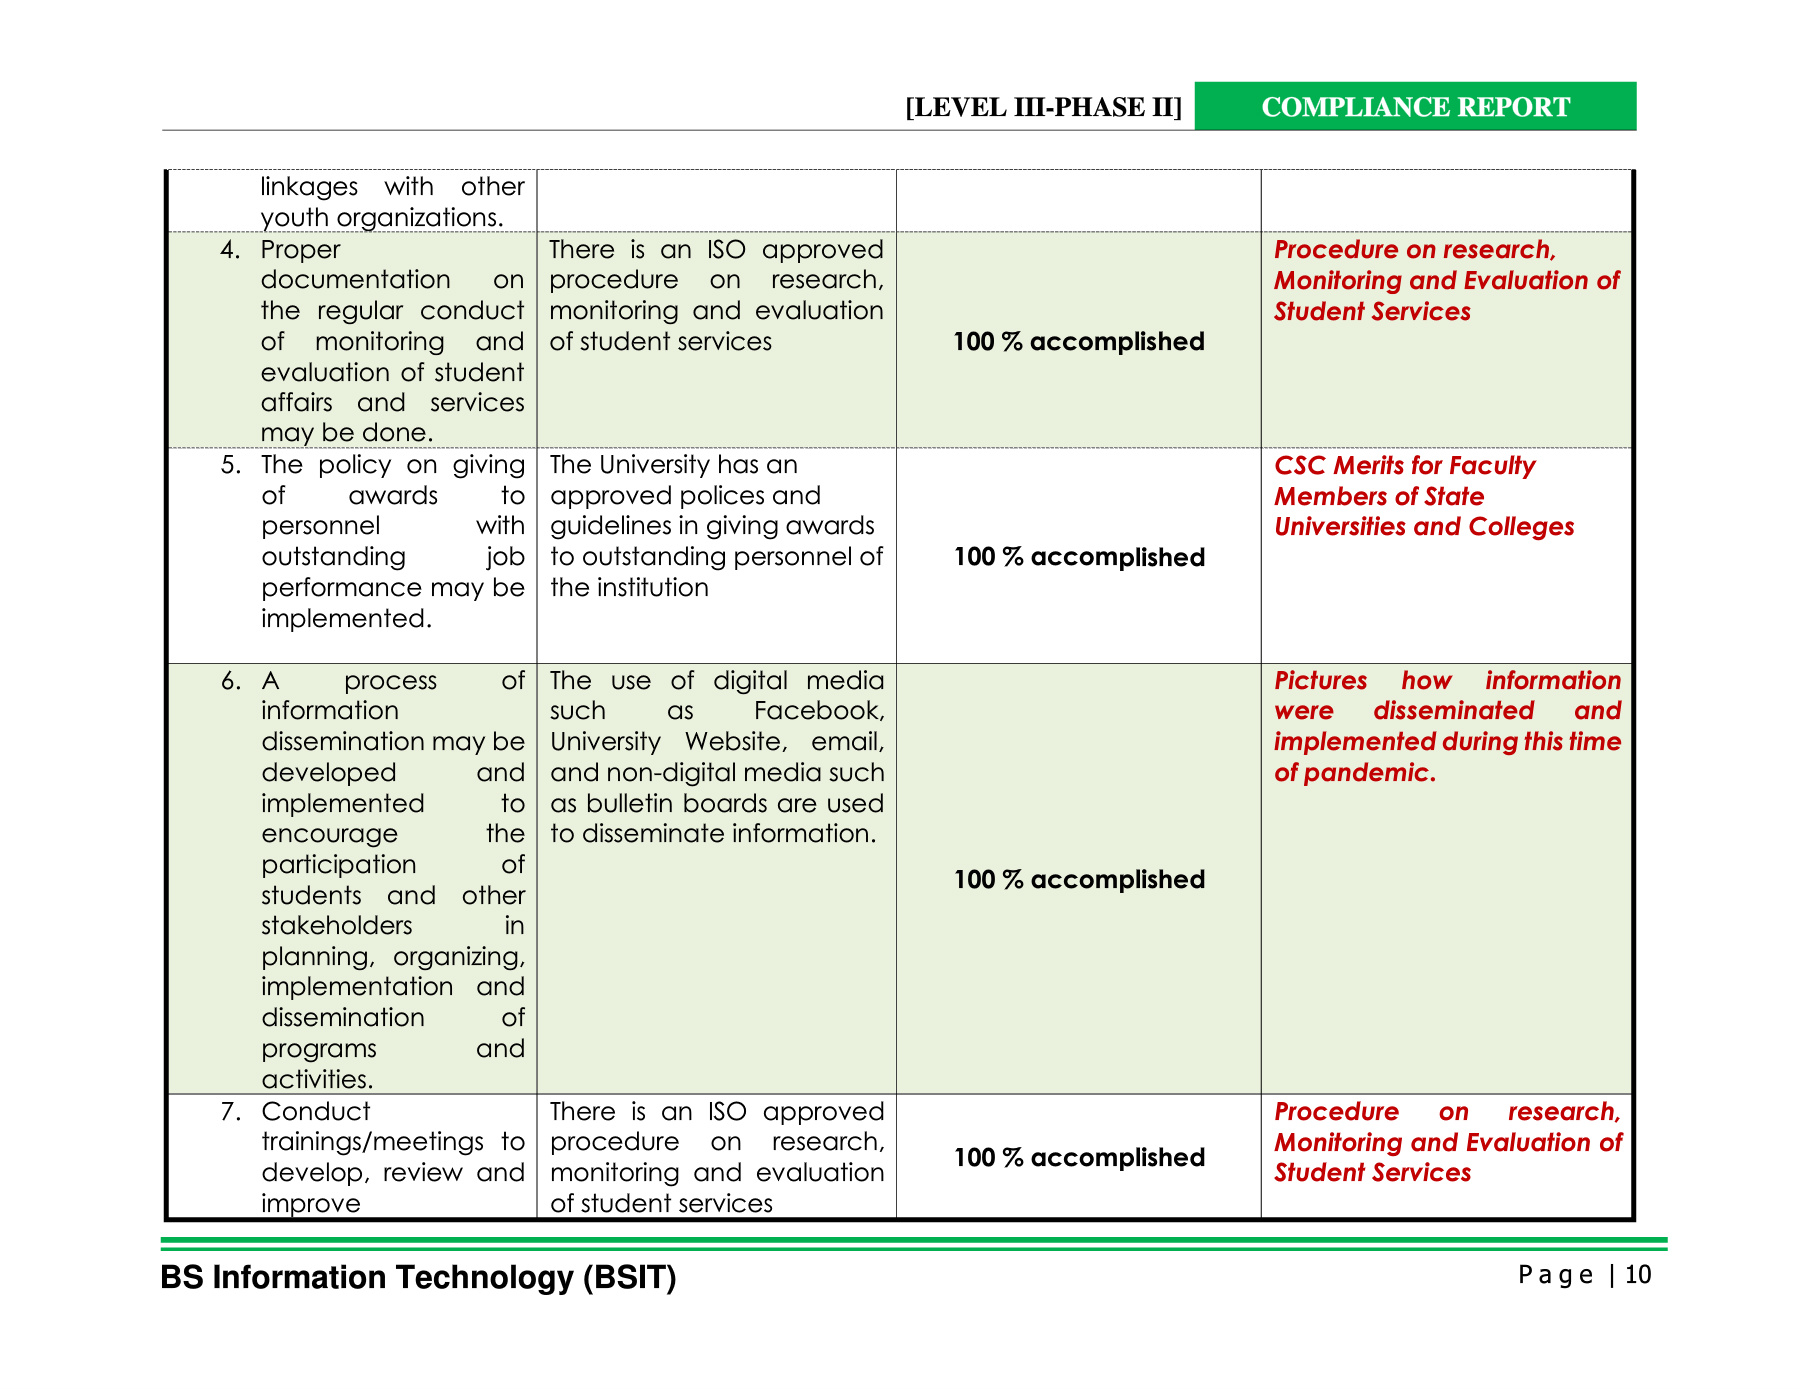 [LEVEL III-PHASE II] COMPLIANCE REPORT
linkages with other
youth organizations.
4. Proper
documentation on
the regular conduct
of monitoring and
evaluation of student
affairs and services
may be done.
There is an ISO approved
procedure on research,
monitoring and evaluation
of student services
100 % accomplished
Procedure on research,
Monitoring and Evaluation of
Student Services
5. The policy on giving
of awards to
personnel with
outstanding job
performance may be
implemented.
The University has an
approved polices and
guidelines in giving awards
to outstanding personnel of
the institution
100 % accomplished
CSC Merits for Faculty
Members of State
Universities and Colleges
6. A process of
information
dissemination may be
developed and
implemented to
encourage the
participation of
students and other
stakeholders in
planning, organizing,
implementation and
dissemination of
programs and
activities.
The use of digital media
such as Facebook,
University Website, email,
and non-digital media such
as bulletin boards are used
to disseminate information.
100 % accomplished
Pictures how information
were disseminated and
implemented during this time
of pandemic.
7. Conduct
trainings/meetings to
develop, review and
improve
There is an ISO approved
procedure on research,
monitoring and evaluation
of student services
100 % accomplished
Procedure on research,
Monitoring and Evaluation of
Student Services
BS Information Technology (BSIT)
Page | 10